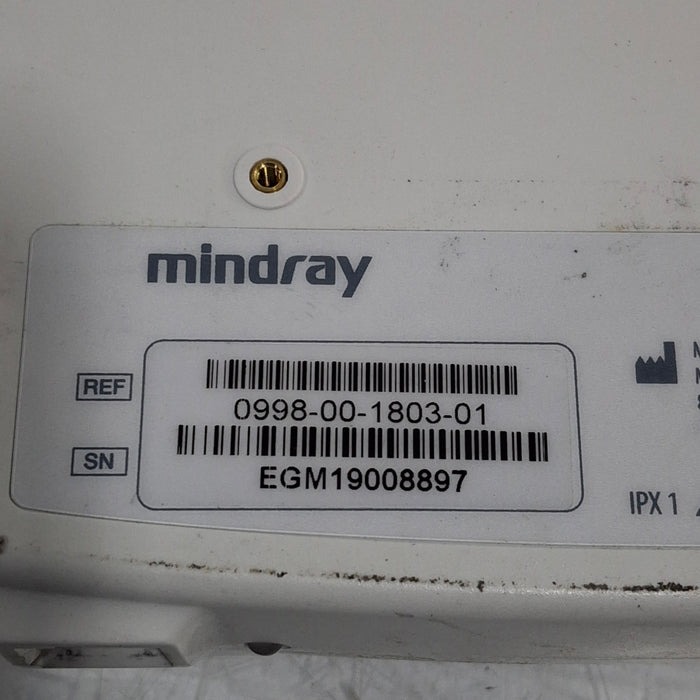 mindray
REF
0998-00-1803-01
SN
EGM19008897
IPX1